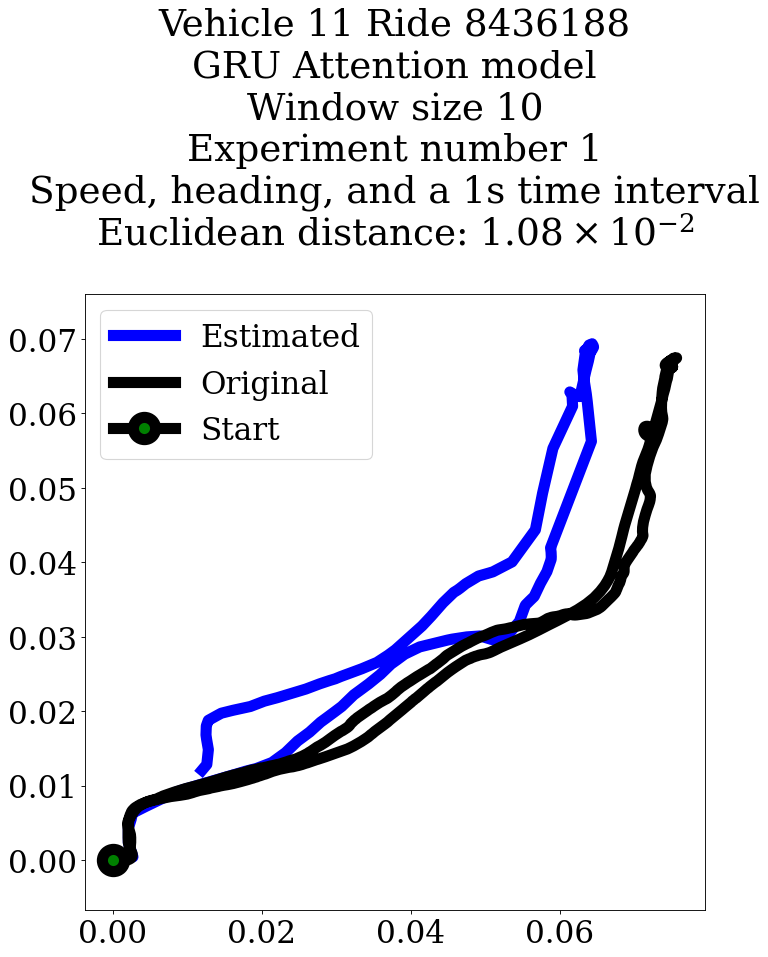 Vehicle 11 Ride 8436188
GRU Attention model
Window size 10
Experiment number 1
Speed, heading, and a 1s time interval
Euclidean distance: 1.08 × 10⁻²
Estimated
Original
Start
0.07
0.06
0.05
0.04
0.03
0.02
0.01
0.00
0.00 0.02 0.04 0.06